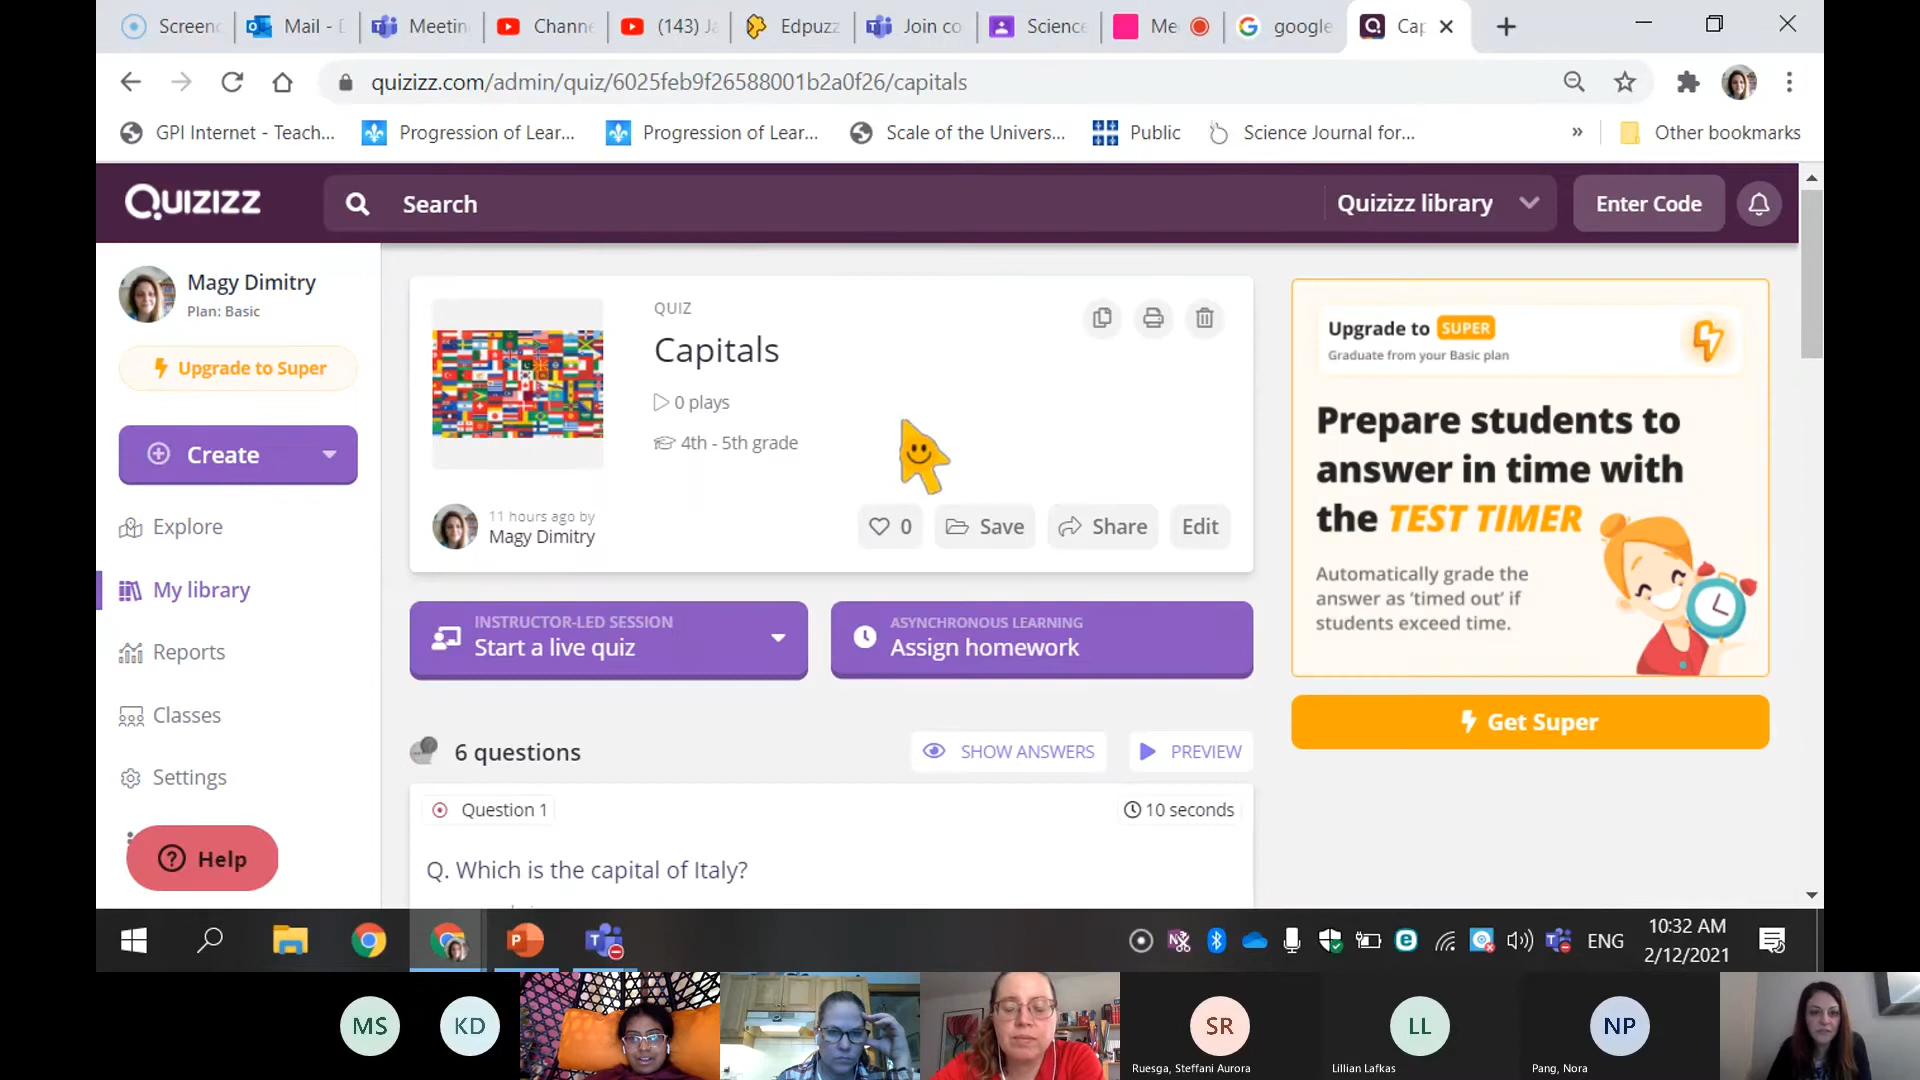 Screenc
Mail - D
Meeting
Channe
(143) Ja
Edpuzz
Join co
Science
Me
google
Cap
quizizz.com/admin/quiz/6025feb9f26588001b2a0f26/capitals
GPI Internet - Teach...
Progression of Lear...
Progression of Lear...
Scale of the Univers...
Public
Science Journal for...
»
Other bookmarks
Quizizz
Search
Quizizz library
Enter Code
Magy Dimitry
Plan: Basic
Upgrade to Super
Create
Explore
My library
Reports
Classes
Settings
Help
QUIZ
Capitals
0 plays
4th - 5th grade
11 hours ago by
Magy Dimitry
0
Save
Share
Edit
INSTRUCTOR-LED SESSION
Start a live quiz
ASYNCHRONOUS LEARNING
Assign homework
6 questions
SHOW ANSWERS
PREVIEW
Question 1
10 seconds
Q. Which is the capital of Italy?
Upgrade to SUPER
Graduate from your Basic plan
Prepare students to
answer in time with
the TEST TIMER
Automatically grade the
answer as ‘timed out’ if
students exceed time.
Get Super
ENG
10:32 AM
2/12/2021
MS
KD
SR
Ruesga, Steffani Aurora
LL
Lillian Lafkas
NP
Pang, Nora